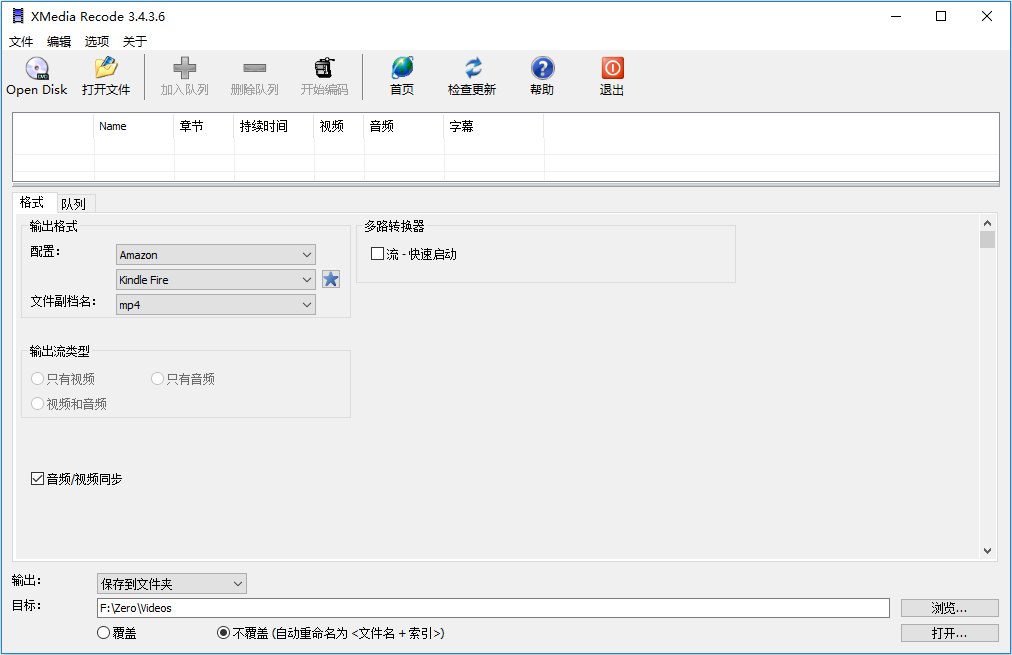 XMedia Recode 3.4.3.6
文件 编辑 选项 关于
Open Disk 打开文件 加入队列 删除队列 开始编码 首页 检查更新 帮助 退出
Name 章节 持续时间 视频 音频 字幕
格式 队列
输出格式 多路转换器
配置： Amazon 流 - 快速启动
Kindle Fire
文件副档名： mp4
输出流类型
只有视频 只有音频
视频和音频
音频/视频同步
输出： 保存到文件夹
目标： F:\Zero\Videos 浏览...
覆盖 不覆盖 (自动重命名为 <文件名 + 索引>) 打开...